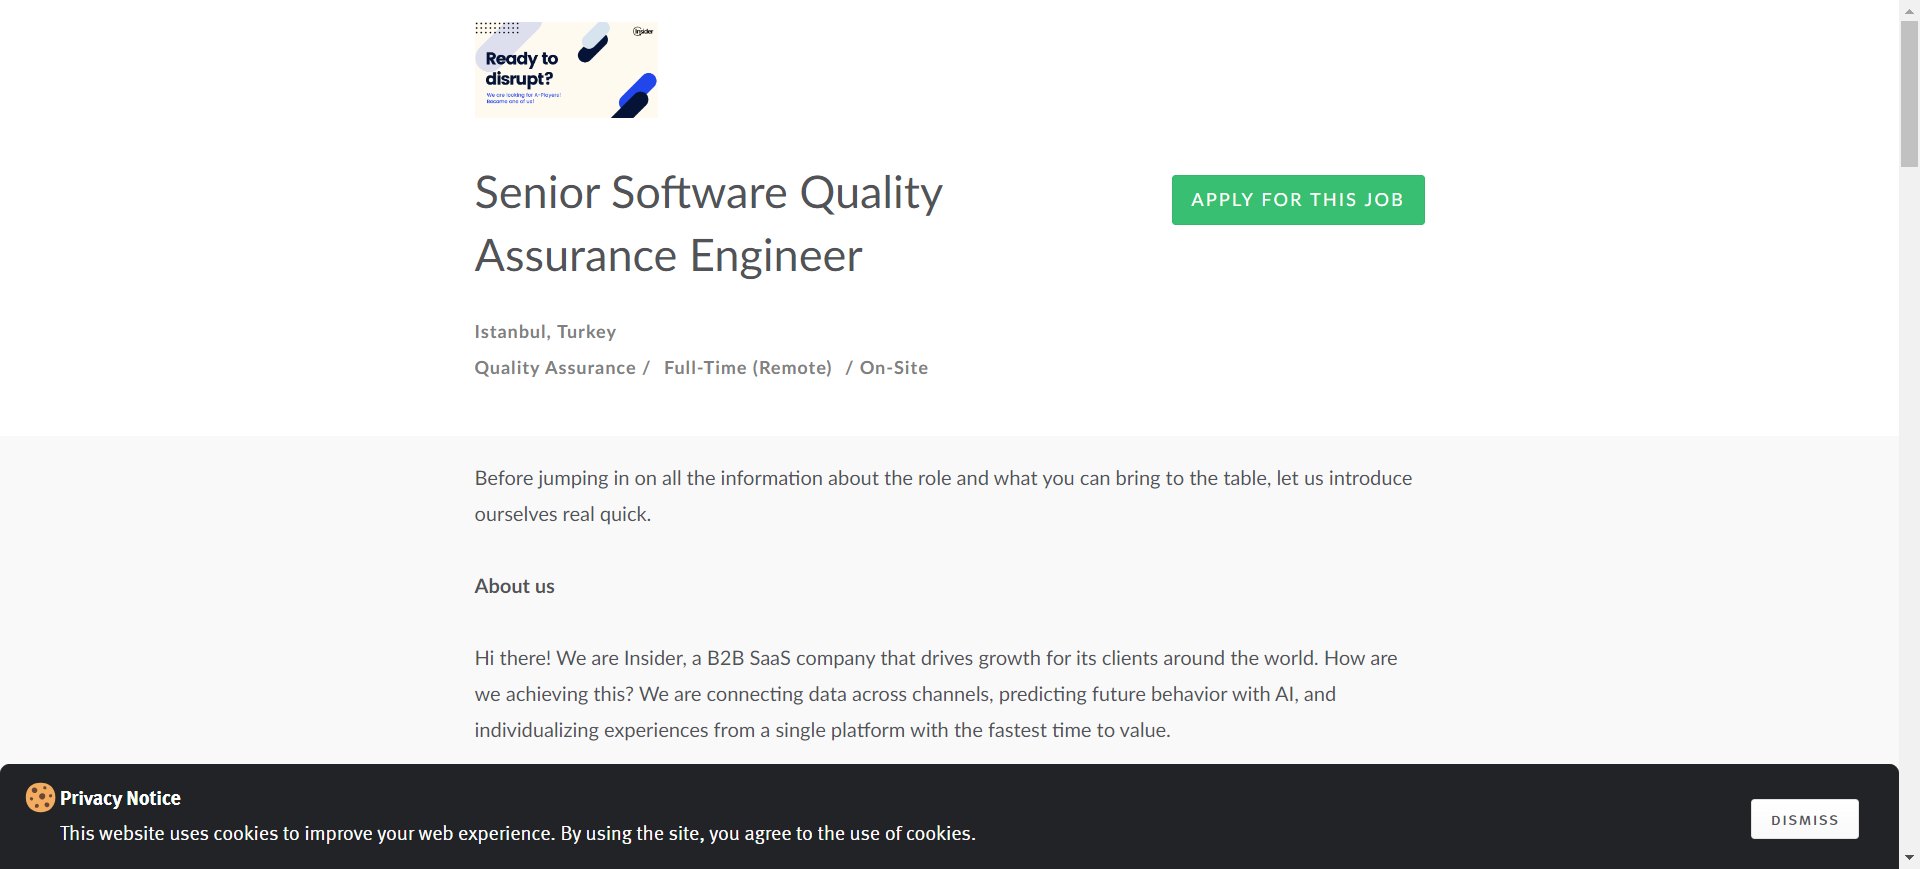 Insider
Ready to
disrupt?
We are looking for A-Players!
Become one of us!
Senior Software Quality
Assurance Engineer
APPLY FOR THIS JOB
Istanbul, Turkey
Quality Assurance / Full-Time (Remote) / On-Site
Before jumping in on all the information about the role and what you can bring to the table, let us introduce
ourselves real quick.
About us
Hi there! We are Insider, a B2B SaaS company that drives growth for its clients around the world. How are
we achieving this? We are connecting data across channels, predicting future behavior with AI, and
individualizing experiences from a single platform with the fastest time to value.
Privacy Notice
This website uses cookies to improve your web experience. By using the site, you agree to the use of cookies.
DISMISS